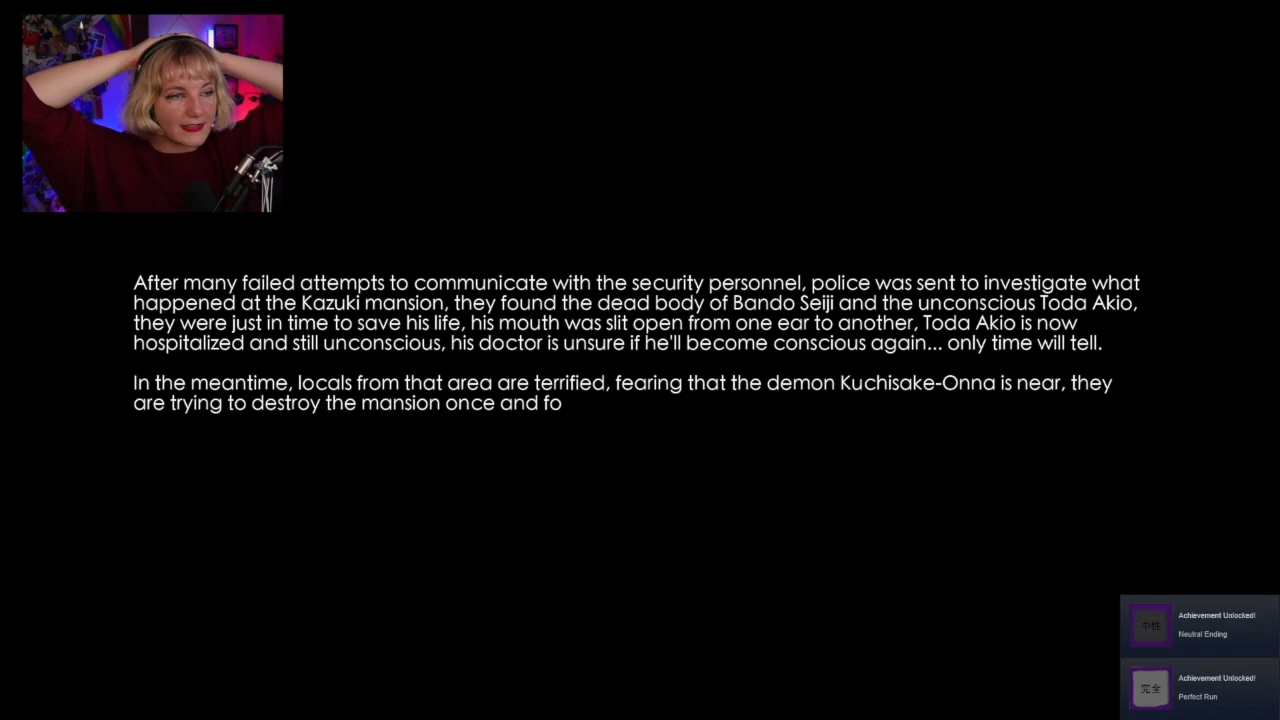 After many failed attempts to communicate with the security personnel, police was sent to investigate what
happened at the Kazuki mansion, they found the dead body of Bando Seiji and the unconscious Toda Akio,
they were just in time to save his life, his mouth was slit open from one ear to another, Toda Akio is now
hospitalized and still unconscious, his doctor is unsure if he'll become conscious again... only time will tell.
In the meantime, locals from that area are terrified, fearing that the demon Kuchisake-Onna is near, they
are trying to destroy the mansion once and fo
中性
Achievement Unlocked!
Neutral Ending
完全
Achievement Unlocked!
Perfect Run